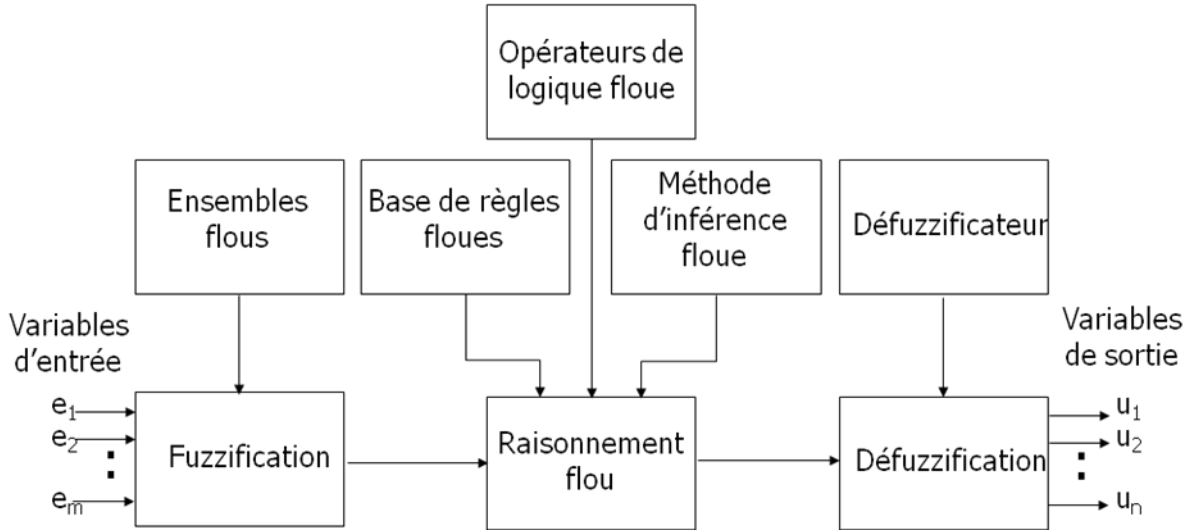 Opérateurs de
logique floue
Ensembles
flous
Base de règles
floues
Méthode
d'inférence
floue
Défuzzificateur
Variables
d'entrée
e1
e2
em
Fuzzification
Raisonnement
flou
Défuzzification
Variables
de sortie
u1
u2
un